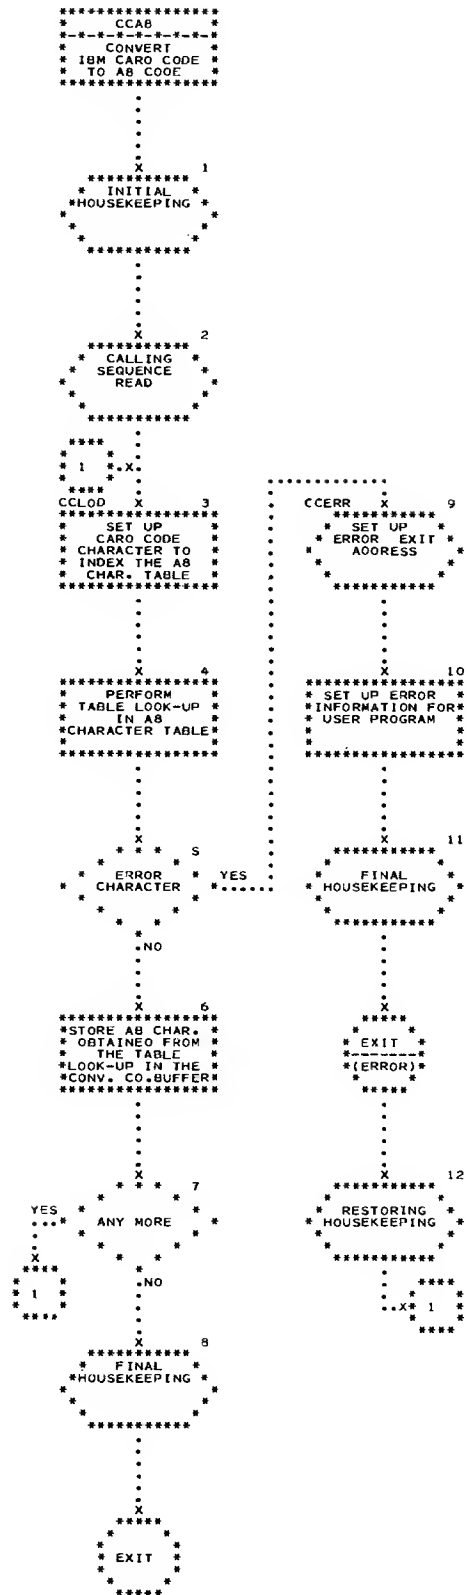 CCA8
CONVERT
IBM CARO CODE
TO A8 COOE
1
INITIAL
HOUSEKEEPING
2
CALLING
SEQUENCE
READ
1
CCLOD
3
SET UP
CARO CODE
CHARACTER TO
INDEX THE A8
CHAR. TABLE
4
PERFORM
TABLE LOOK-UP
IN A8
CHARACTER TABLE
S
ERROR
CHARACTER
YES
NO
6
STORE A8 CHAR.
OBTAINEO FROM
THE TABLE
LOOK-UP IN THE
CONV. CO.BUFFER
7
YES
ANY MORE
1
NO
8
FINAL
HOUSEKEEPING
EXIT
CCERR
9
SET UP
ERROR EXIT
AOORESS
10
SET UP ERROR
INFORMATION FOR
USER PROGRAM
11
FINAL
HOUSEKEEPING
EXIT
(ERROR)
12
RESTORING
HOUSEKEEPING
1